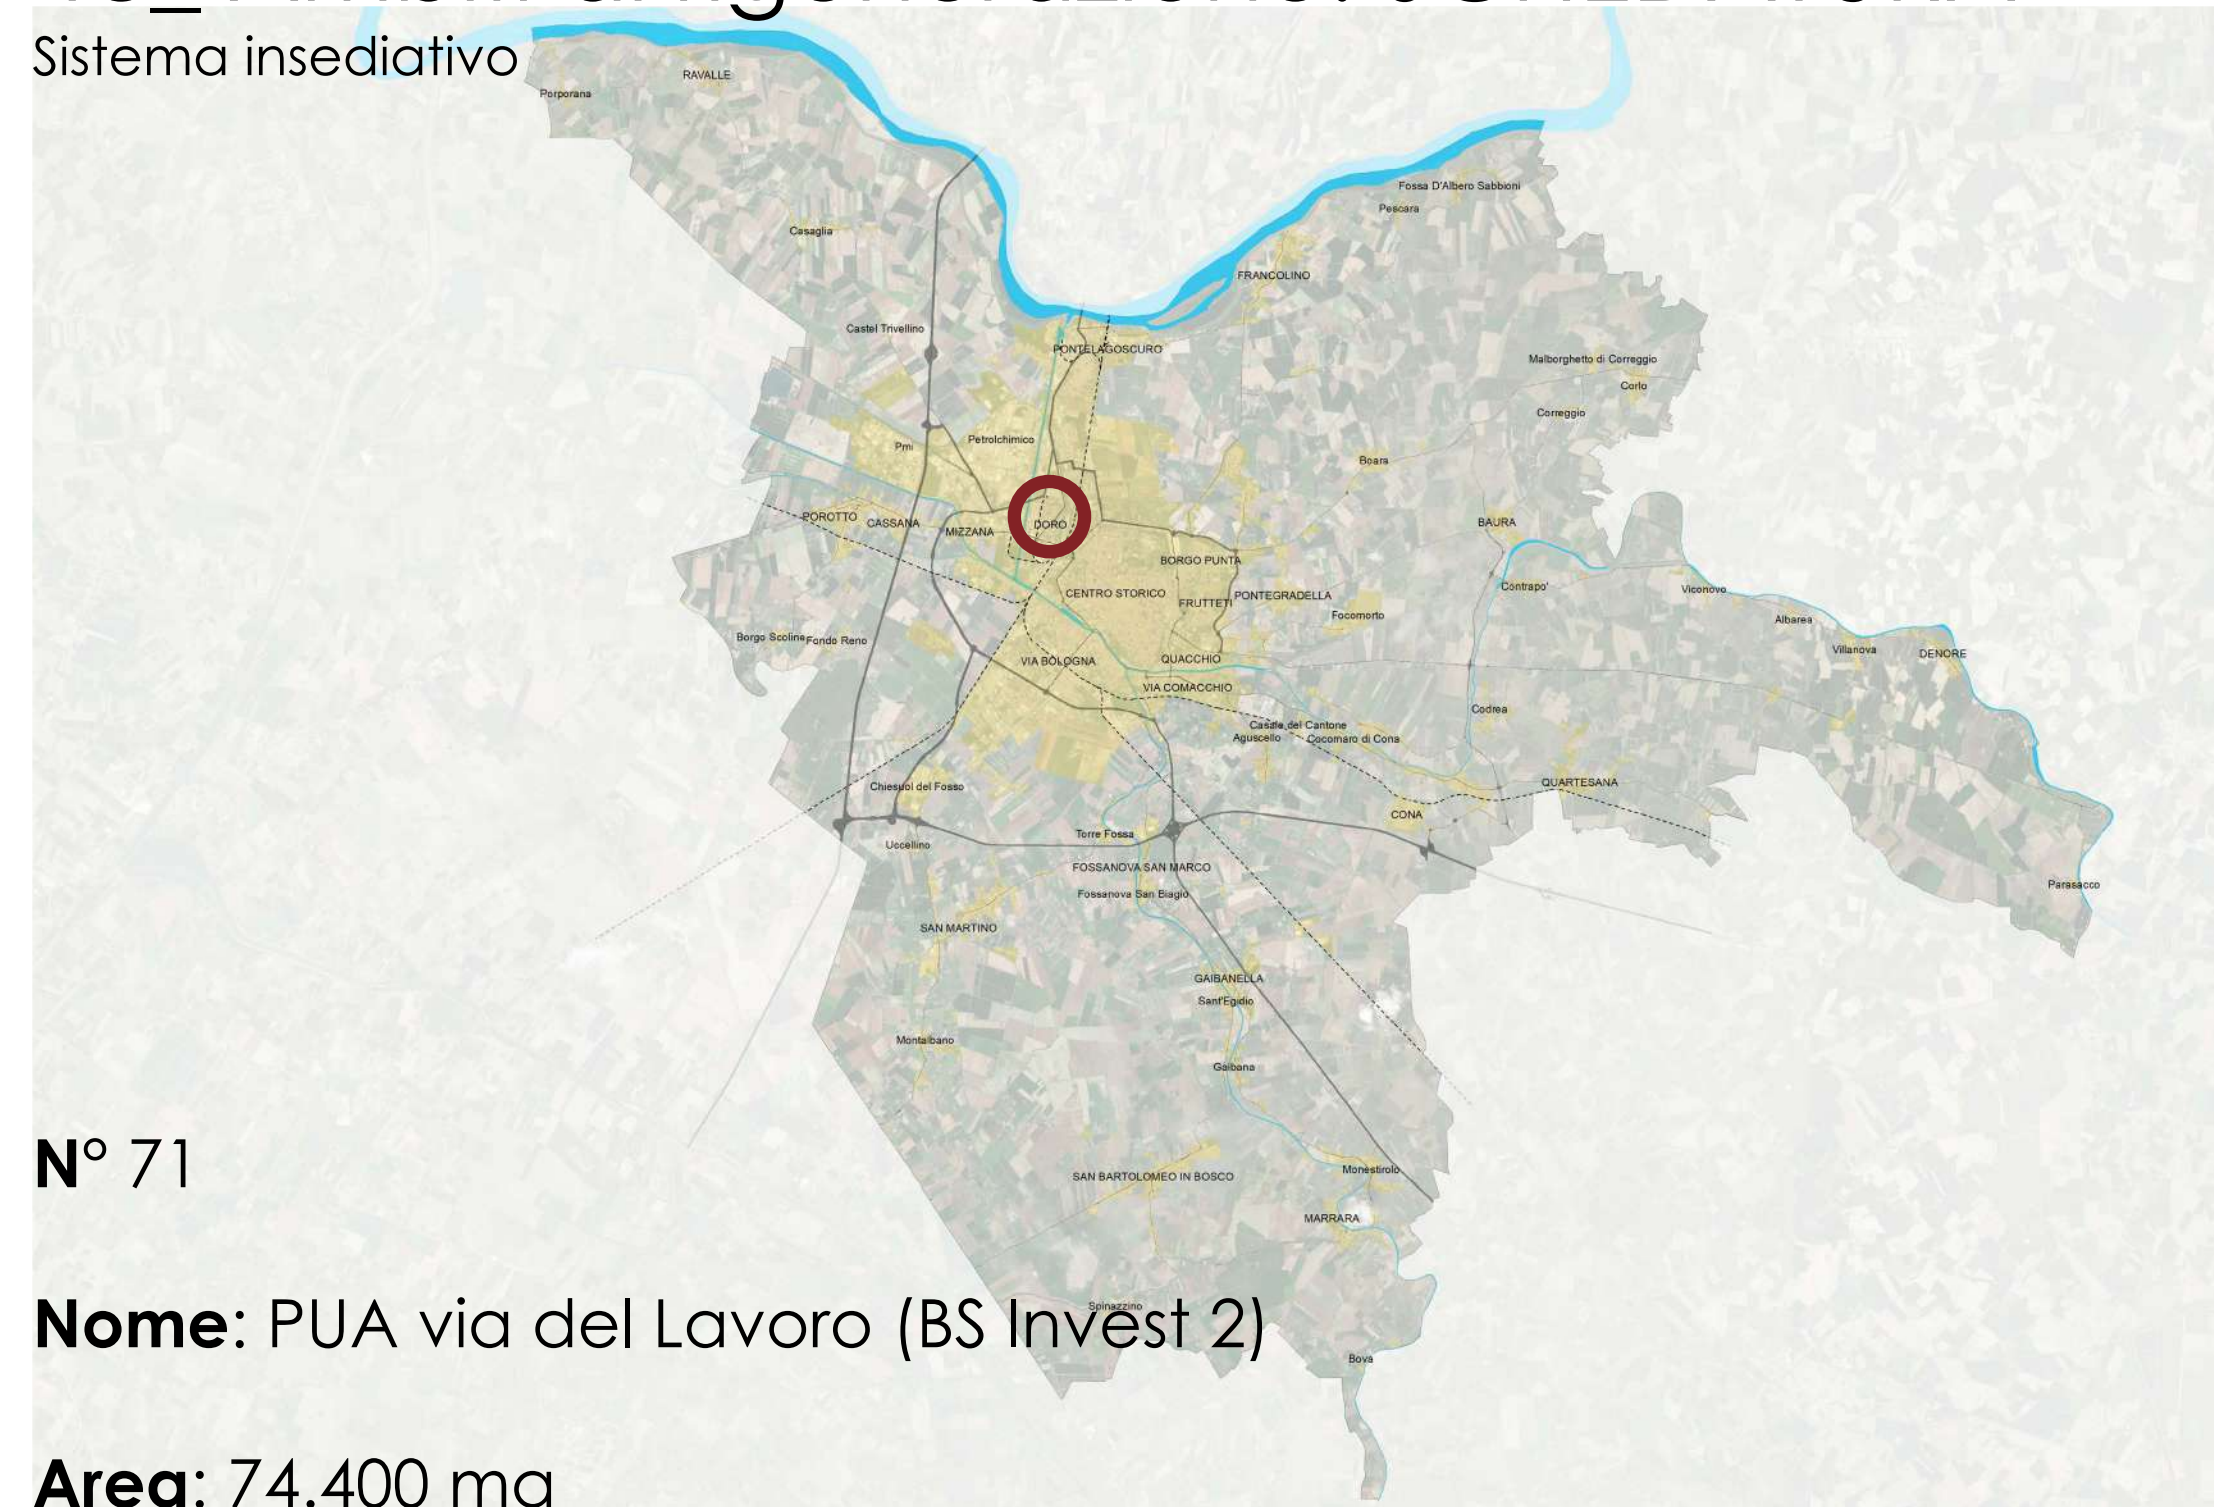 Sistema insediativo
RAVALLE
Porporana
Fossa D'Albero Sabbioni
Pescara
Casaglia
FRANCOLINO
Castel Trivellino
PONTELAGOSCURO
Malborghetto di Correggio
Corlo
Correggio
Petrolchimico
Pmi
Boara
POROTTO
CASSANA
MIZZANA
DORO
BAURA
BORGO PUNTA
CENTRO STORICO
FRUTTETI
PONTEGRADELLA
Contrapo'
Viconovo
Focomorto
Albarea
Borgo Scoline
Fondo Reno
Villanova
DENORE
VIA BOLOGNA
QUACCHIO
VIA COMACCHIO
Codrea
Casale del Cantone
Aguscello
Cocomaro di Cona
Chiesuol del Fosso
QUARTESANA
CONA
Torre Fossa
Uccellino
FOSSANOVA SAN MARCO
Fossanova San Biagio
Parasacco
SAN MARTINO
GAIBANELLA
Sant'Egidio
Montalbano
Gaibana
N° 71
SAN BARTOLOMEO IN BOSCO
Monestirolo
MARRARA
Spinazzino
Nome: PUA via del Lavoro (BS Invest 2)
Bova
Area: 74.400 mq